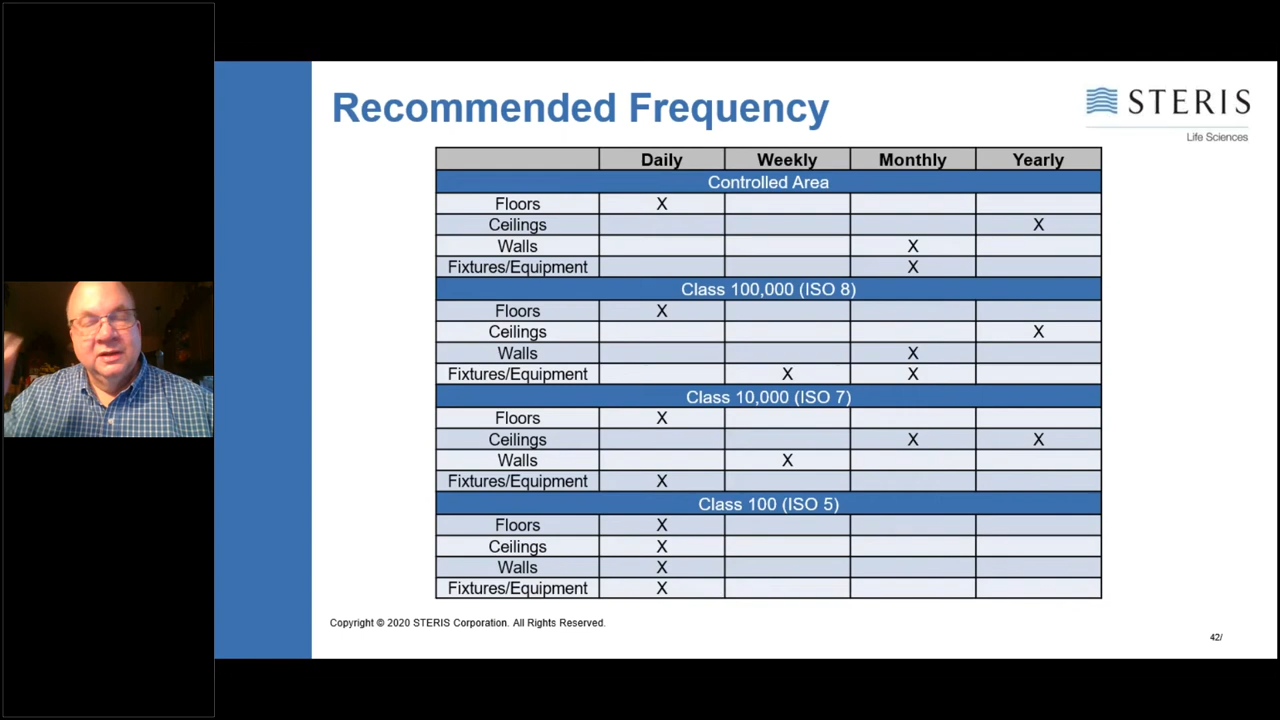 Recommended Frequency
STERIS
Life Sciences
Daily Weekly Monthly Yearly
Controlled Area
Floors X
Ceilings X
Walls X
Fixtures/Equipment X
Class 100,000 (ISO 8)
Floors X
Ceilings X
Walls X
Fixtures/Equipment X X
Class 10,000 (ISO 7)
Floors X
Ceilings X X
Walls X
Fixtures/Equipment X
Class 100 (ISO 5)
Floors X
Ceilings X
Walls X
Fixtures/Equipment X
Copyright © 2020 STERIS Corporation. All Rights Reserved.
42/